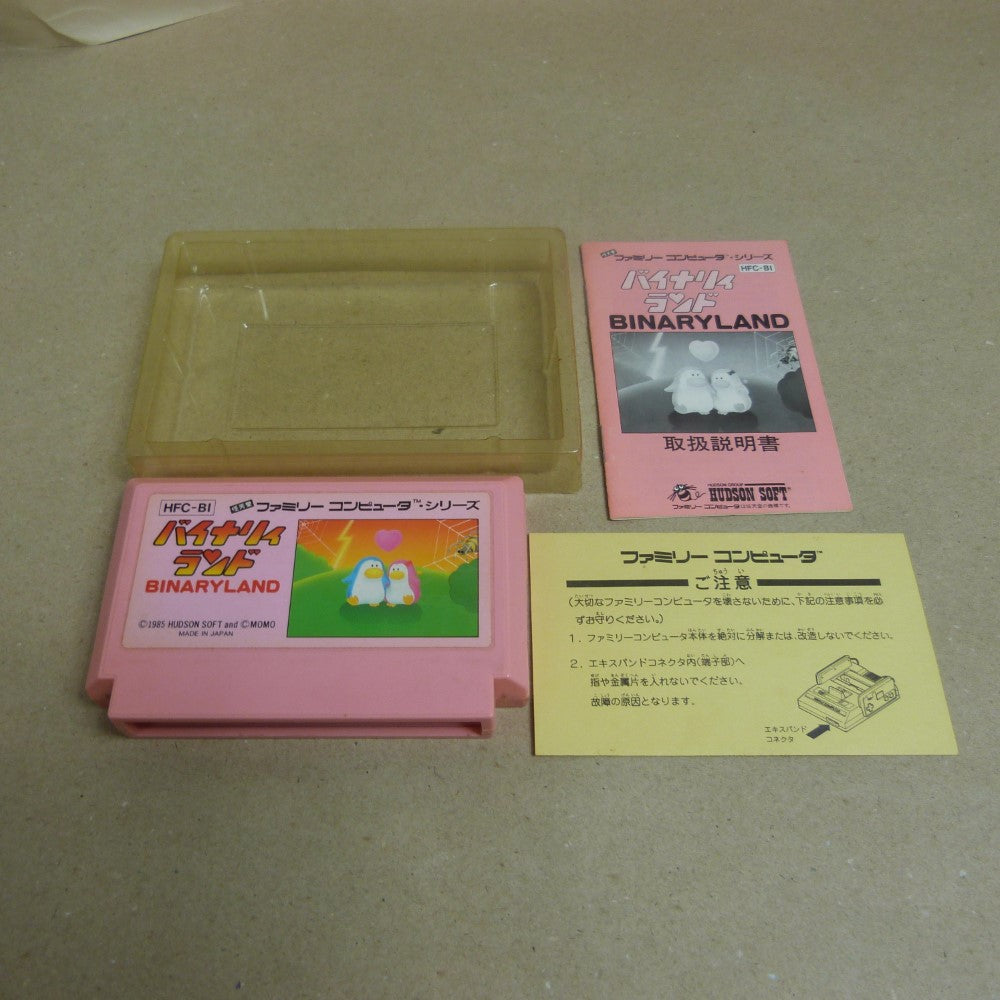 ファミリー コンピュータ™・シリーズ
HFC-BI
バイナリィ
ランド
BINARYLAND
取扱説明書
HUDSON GROUP
HUDSON SOFT
HFC-BI
ファミリー コンピュータ™・シリーズ
バイナリィ
ランド
BINARYLAND
©1985 HUDSON SOFT and ©MOMO
MADE IN JAPAN
ファミリー コンピュータ™
ご注意
ちゅうい
(大切なファミリーコンピュータを壊さないために、下記の注意事項を必
ずお守りください。)
1. ファミリーコンピュータ本体を絶対に分解または、改造しないでください。
2. エキスパンドコネクタ内(端子部)へ
指や金属片を入れないでください。
故障の原因となります。
エキスパンド
コネクタ